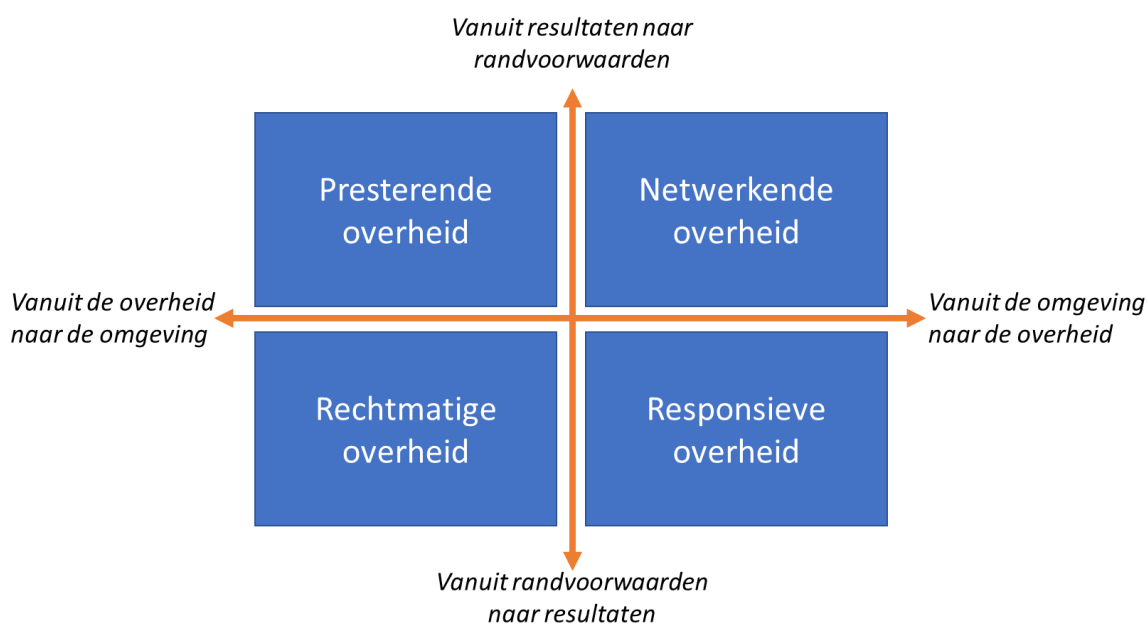 Vanuit resultaten naar
randvoorwaarden
Presterende
overheid
Netwerkende
overheid
Vanuit de overheid
naar de omgeving
Vanuit de omgeving
naar de overheid
Rechtmatige
overheid
Responsieve
overheid
Vanuit randvoorwaarden
naar resultaten